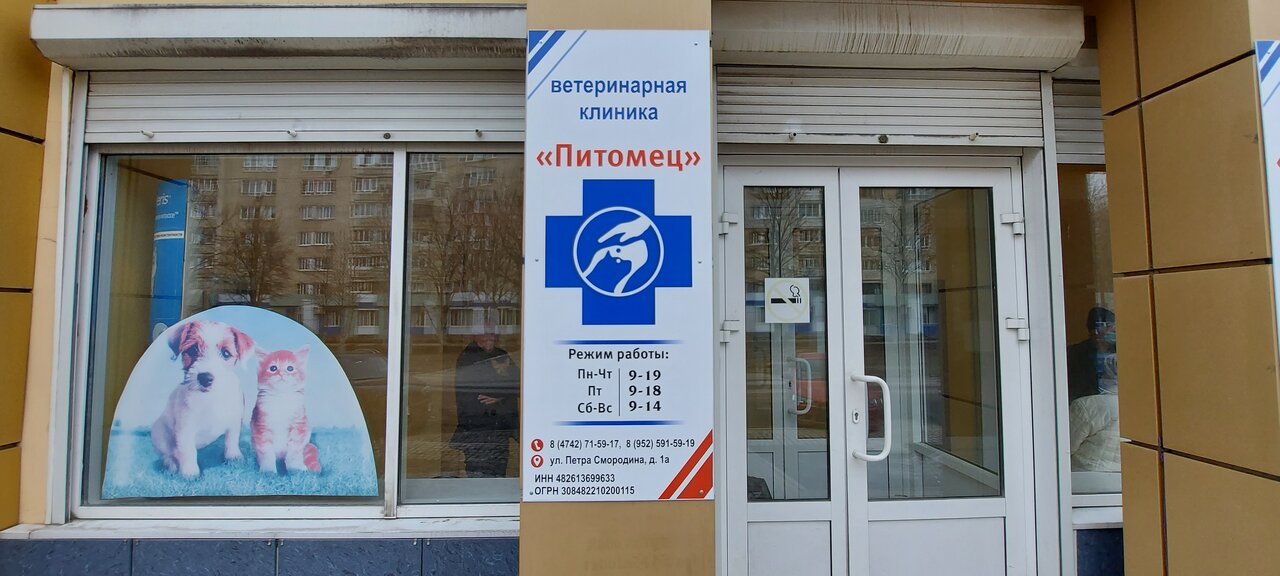 ветеринарная
клиника
«Питомец»
Режим работы:
Пн-Чт 9-19
Пт 9-18
Сб-Вс 9-14
8 (4742) 71-59-17, 8 (952) 591-59-19
ул. Петра Смородина, д. 1а
ИНН 482613699633
ОГРН 308482210200115